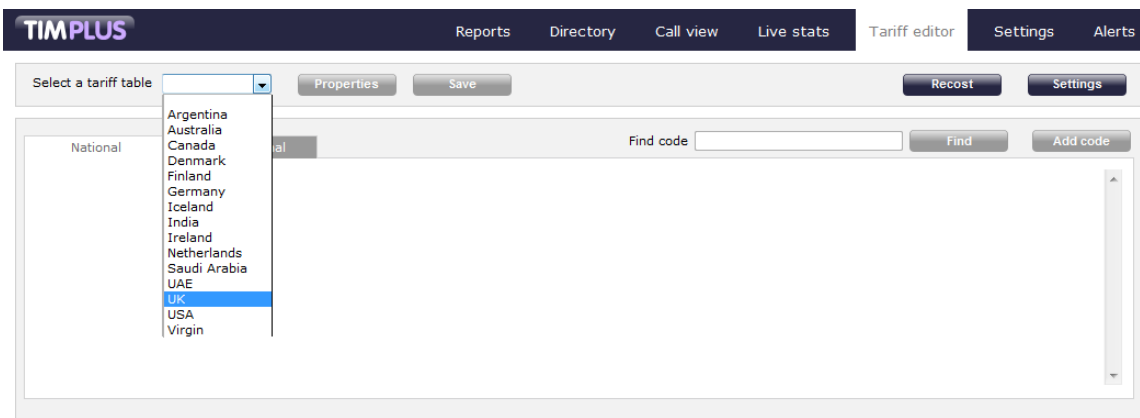 TIMPLUS Reports Directory Call view Live stats Tariff editor Settings Alerts
Select a tariff table Properties Save Recost Settings
National nal Find code Find Add code
Argentina
Australia
Canada
Denmark
Finland
Germany
Iceland
India
Ireland
Netherlands
Saudi Arabia
UAE
UK
USA
Virgin